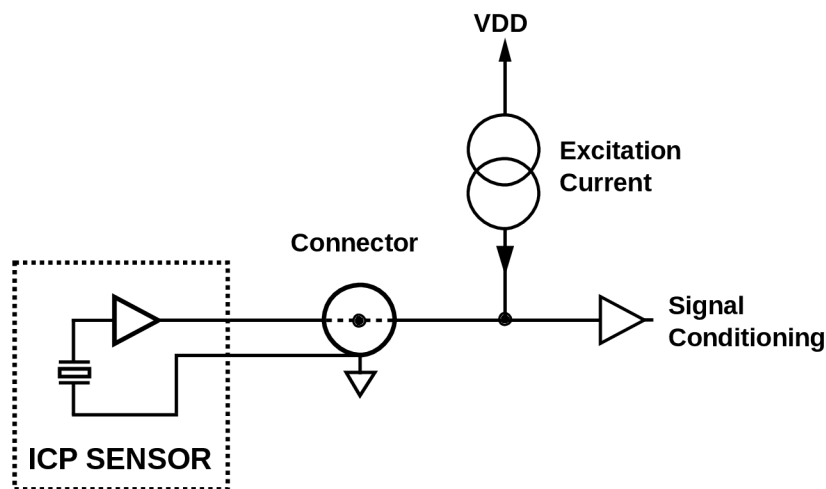 VDD
Excitation
Current
Connector
Signal
Conditioning
ICP SENSOR